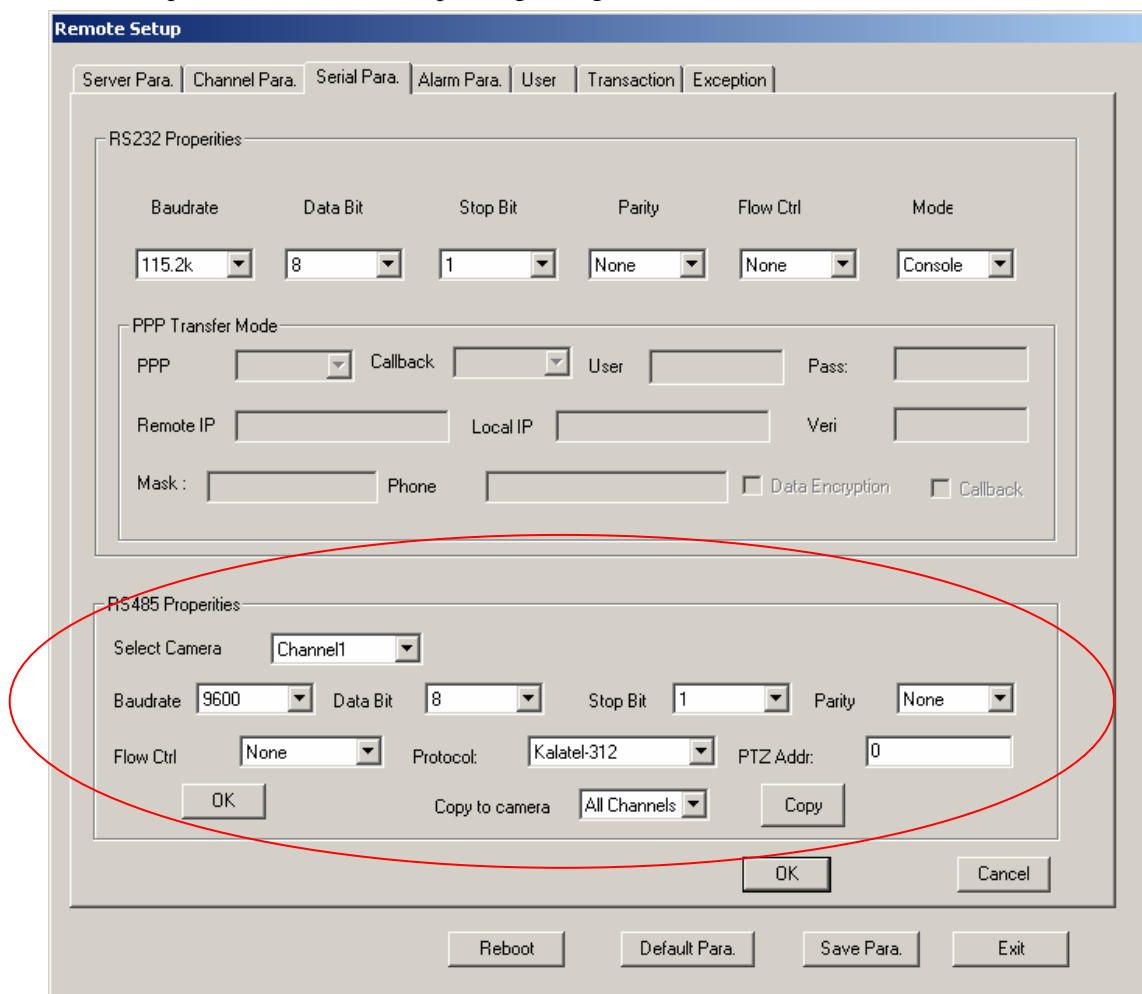 Remote Setup
Server Para. Channel Para. Serial Para. Alarm Para. User Transaction Exception
RS232 Properities
Baudrate Data Bit Stop Bit Parity Flow Ctrl Mode
115.2k 8 1 None None Console
PPP Transfer Mode
PPP Callback User Pass:
Remote IP Local IP Veri
Mask : Phone Data Encryption Callback
RS485 Properities
Select Camera Channel1
Baudrate 9600 Data Bit 8 Stop Bit 1 Parity None
Flow Ctrl None Protocol: Kalatel-312 PTZ Addr: 0
OK Copy to camera All Channels Copy
OK Cancel
Reboot Default Para. Save Para. Exit